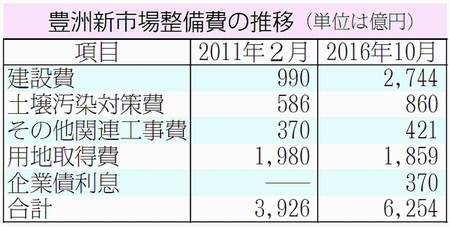 豊洲新市場整備費の推移（単位は億円）
項目 2011年２月 2016年10月
建設費 990 2,744
土壌汚染対策費 586 860
その他関連工事費 370 421
用地取得費 1,980 1,859
企業債利息 ── 370
合計 3,926 6,254